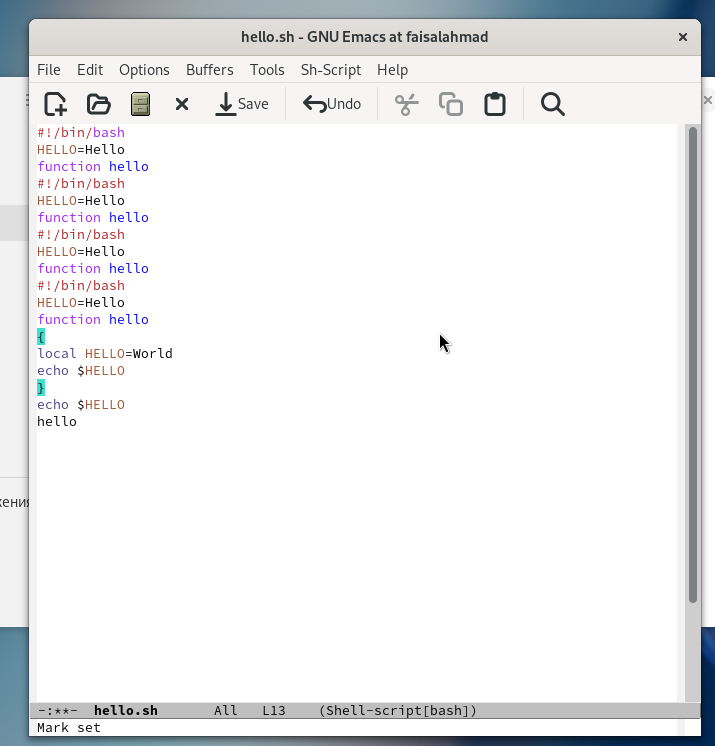 hello.sh - GNU Emacs at faisalahmad
File Edit Options Buffers Tools Sh-Script Help
Save Undo
#!/bin/bash
HELLO=Hello
function hello
#!/bin/bash
HELLO=Hello
function hello
#!/bin/bash
HELLO=Hello
function hello
#!/bin/bash
HELLO=Hello
function hello
{
local HELLO=World
echo $HELLO
}
echo $HELLO
hello
-:**- hello.sh All L13 (Shell-script[bash])
Mark set